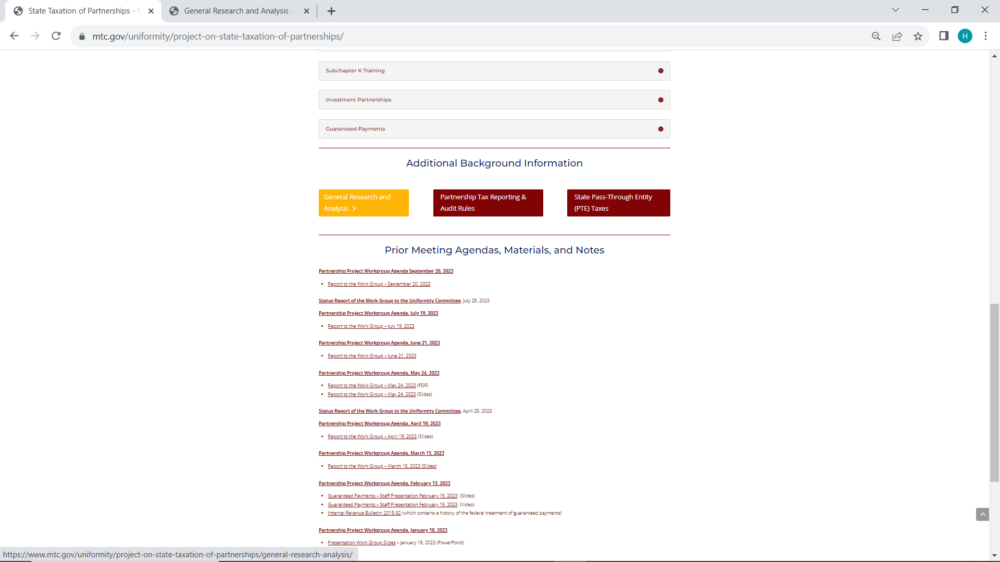 State Taxation of Partnerships -
General Research and Analysis -
mtc.gov/uniformity/project-on-state-taxation-of-partnerships/
H
Subchapter K Training
Investment Partnerships
Guaranteed Payments
Additional Background Information
General Research and
Analysis
Partnership Tax Reporting &
Audit Rules
State Pass-Through Entity
(PTE) Taxes
Prior Meeting Agendas, Materials, and Notes
Partnership Project Workgroup Agenda September 20, 2023
• Report to the Work Group – September 20, 2023
Status Report of the Work Group to the Uniformity Committee, July 25, 2023
Partnership Project Workgroup Agenda, July 19, 2023
• Report to the Work Group – July 19, 2023
Partnership Project Workgroup Agenda, June 21, 2023
• Report to the Work Group – June 21, 2023
Partnership Project Workgroup Agenda, May 24, 2023
• Report to the Work Group – May 24, 2023 (PDF)
• Report to the Work Group – May 24, 2023 (Slides)
Status Report of the Work Group to the Uniformity Committee, April 25, 2023
Partnership Project Workgroup Agenda, April 19, 2023
• Report to the Work Group – April 19, 2023 (Slides)
Partnership Project Workgroup Agenda, March 15, 2023
• Report to the Work Group – March 15, 2023 (Slides)
Partnership Project Workgroup Agenda, February 15, 2023
• Guaranteed Payments – Staff Presentation February 15, 2023 (Slides)
• Guaranteed Payments – Staff Presentation February 15, 2023 (Video)
• Internal Revenue Bulletin: 2015-32 (which contains a history of the federal treatment of guaranteed payments)
Partnership Project Workgroup Agenda, January 18, 2023
• Presentation Work Group Slides – January 18, 2023 (PowerPoint)
https://www.mtc.gov/uniformity/project-on-state-taxation-of-partnerships/general-research-analysis/